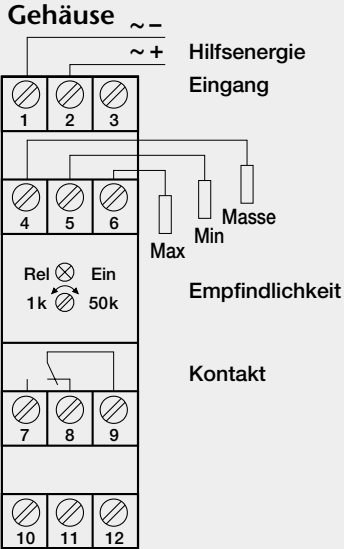 Gehäuse
~ −
~ + Hilfsenergie
Eingang
1 2 3
4 5 6
Masse
Min
Max
Rel Ein
1k 50k
Empfindlichkeit
Kontakt
7 8 9
10 11 12